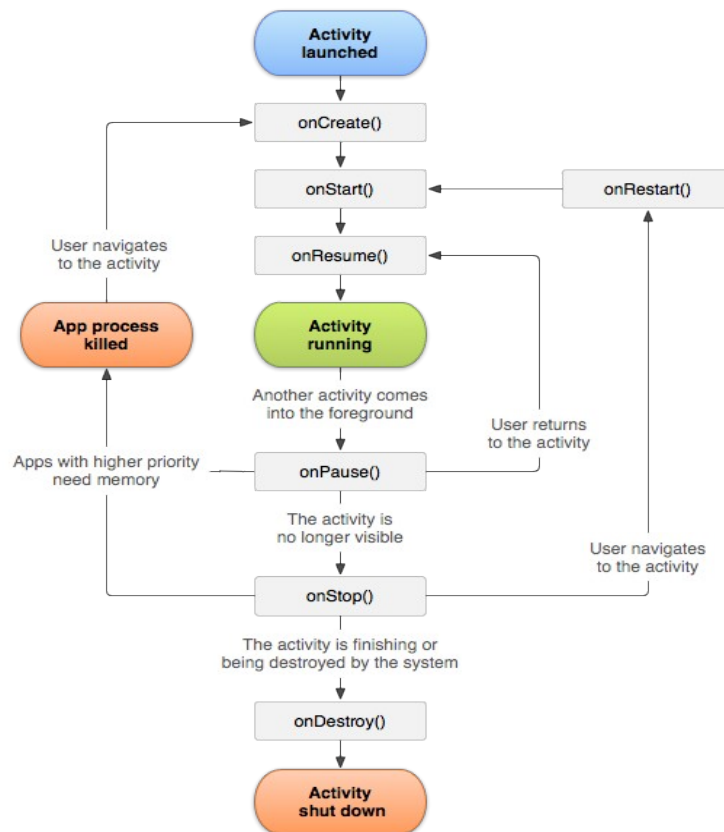 Activity
launched
onCreate()
onStart()
onRestart()
User navigates
to the activity
onResume()
App process
killed
Activity
running
Another activity comes
into the foreground
User returns
to the activity
Apps with higher priority
need memory
onPause()
The activity is
no longer visible
User navigates
to the activity
onStop()
The activity is finishing or
being destroyed by the system
onDestroy()
Activity
shut down